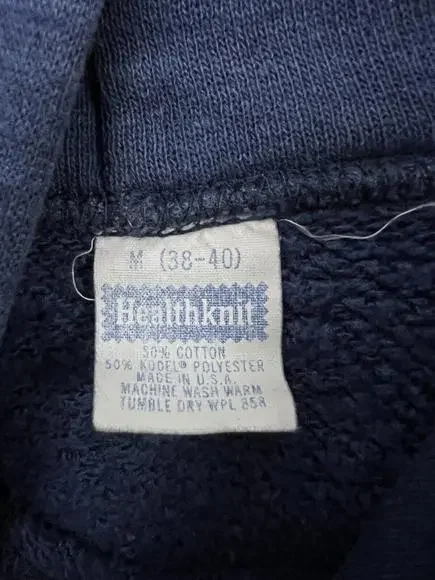 M (38-40)
Healthknit
50% COTTON
50% KODEL® POLYESTER
MADE IN U.S.A.
MACHINE WASH WARM
TUMBLE DRY WPL 858